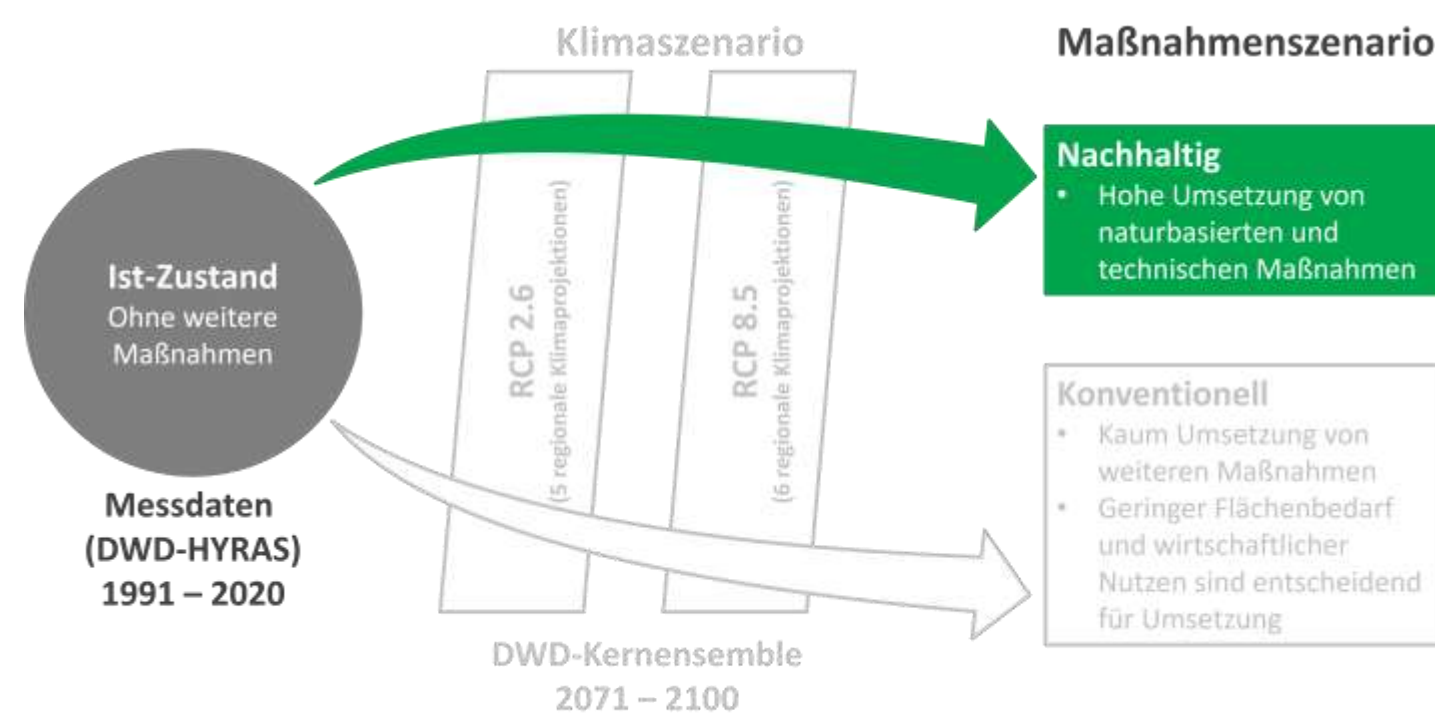 Klimaszenario
Maßnahmenszenario
Ist-Zustand
Ohne weitere
Maßnahmen
Messdaten
(DWD-HYRAS)
1991 – 2020
RCP 2.6
(5 regionale Klimaprojektionen)
RCP 8.5
(6 regionale Klimaprojektionen)
DWD-Kernensemble
2071 – 2100
Nachhaltig
• Hohe Umsetzung von
naturbasierten und
technischen Maßnahmen
Konventionell
• Kaum Umsetzung von
weiteren Maßnahmen
• Geringer Flächenbedarf
und wirtschaftlicher
Nutzen sind entscheidend
für Umsetzung